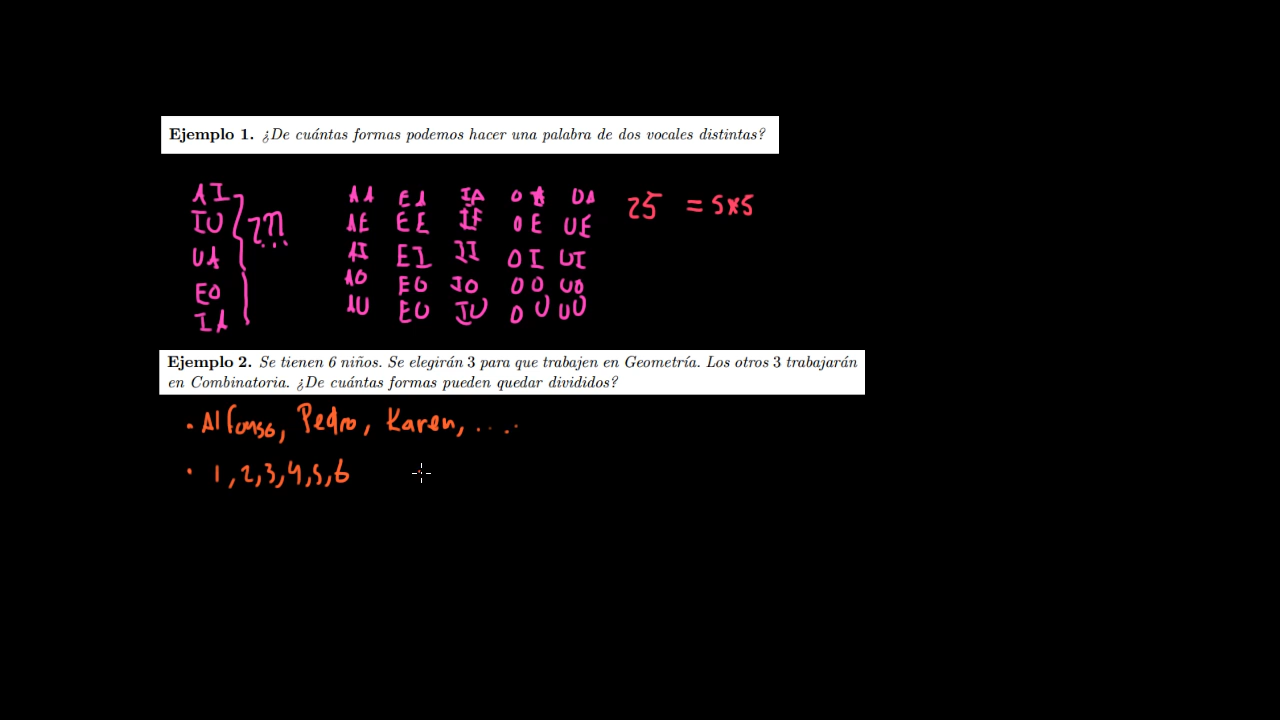 Ejemplo 1. ¿De cuántas formas podemos hacer una palabra de dos vocales distintas?
AI
IU
UA
EO
IA
???
...
AA EA IA OA UA
AE EE IE OE UE
AI EI II OI UI
AO EO IO OO UO
AU EU IU OU UU
25 = 5x5
Ejemplo 2. Se tienen 6 niños. Se elegirán 3 para que trabajen en Geometría. Los otros 3 trabajarán
en Combinatoria. ¿De cuántas formas pueden quedar divididos?
• Alfonso, Pedro, Karen, ....
• 1,2,3,4,5,6